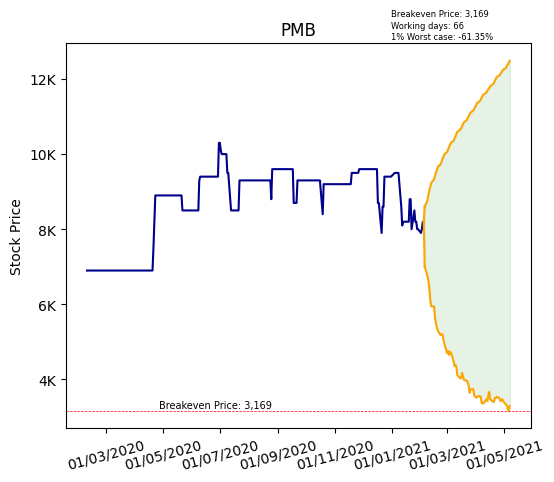 Breakeven Price: 3,169
Working days: 66
1% Worst case: -61.35%
PMB
Stock Price
12K
10K
8K
6K
4K
Breakeven Price: 3,169
01/03/2020
01/05/2020
01/07/2020
01/09/2020
01/11/2020
01/01/2021
01/03/2021
01/05/2021